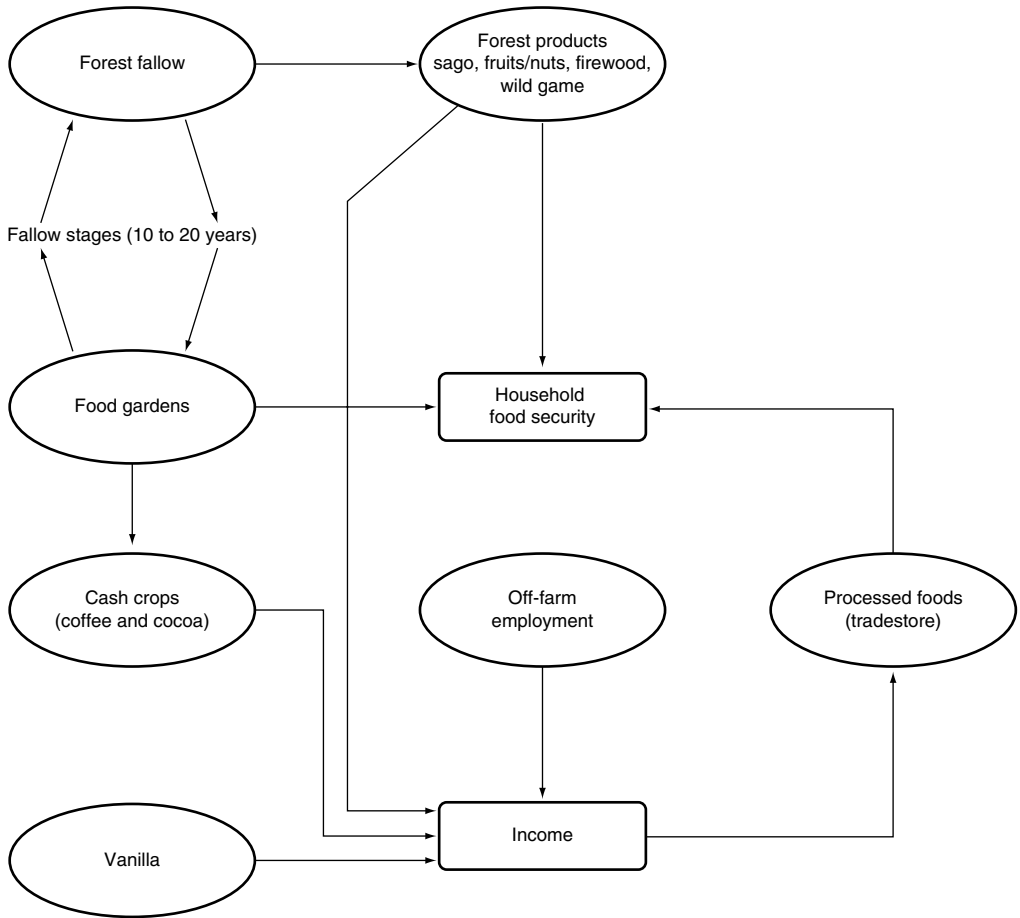 Forest fallow
Forest products
sago, fruits/nuts, firewood,
wild game
Fallow stages (10 to 20 years)
Food gardens
Household
food security
Cash crops
(coffee and cocoa)
Off-farm
employment
Processed foods
(tradestore)
Vanilla
Income